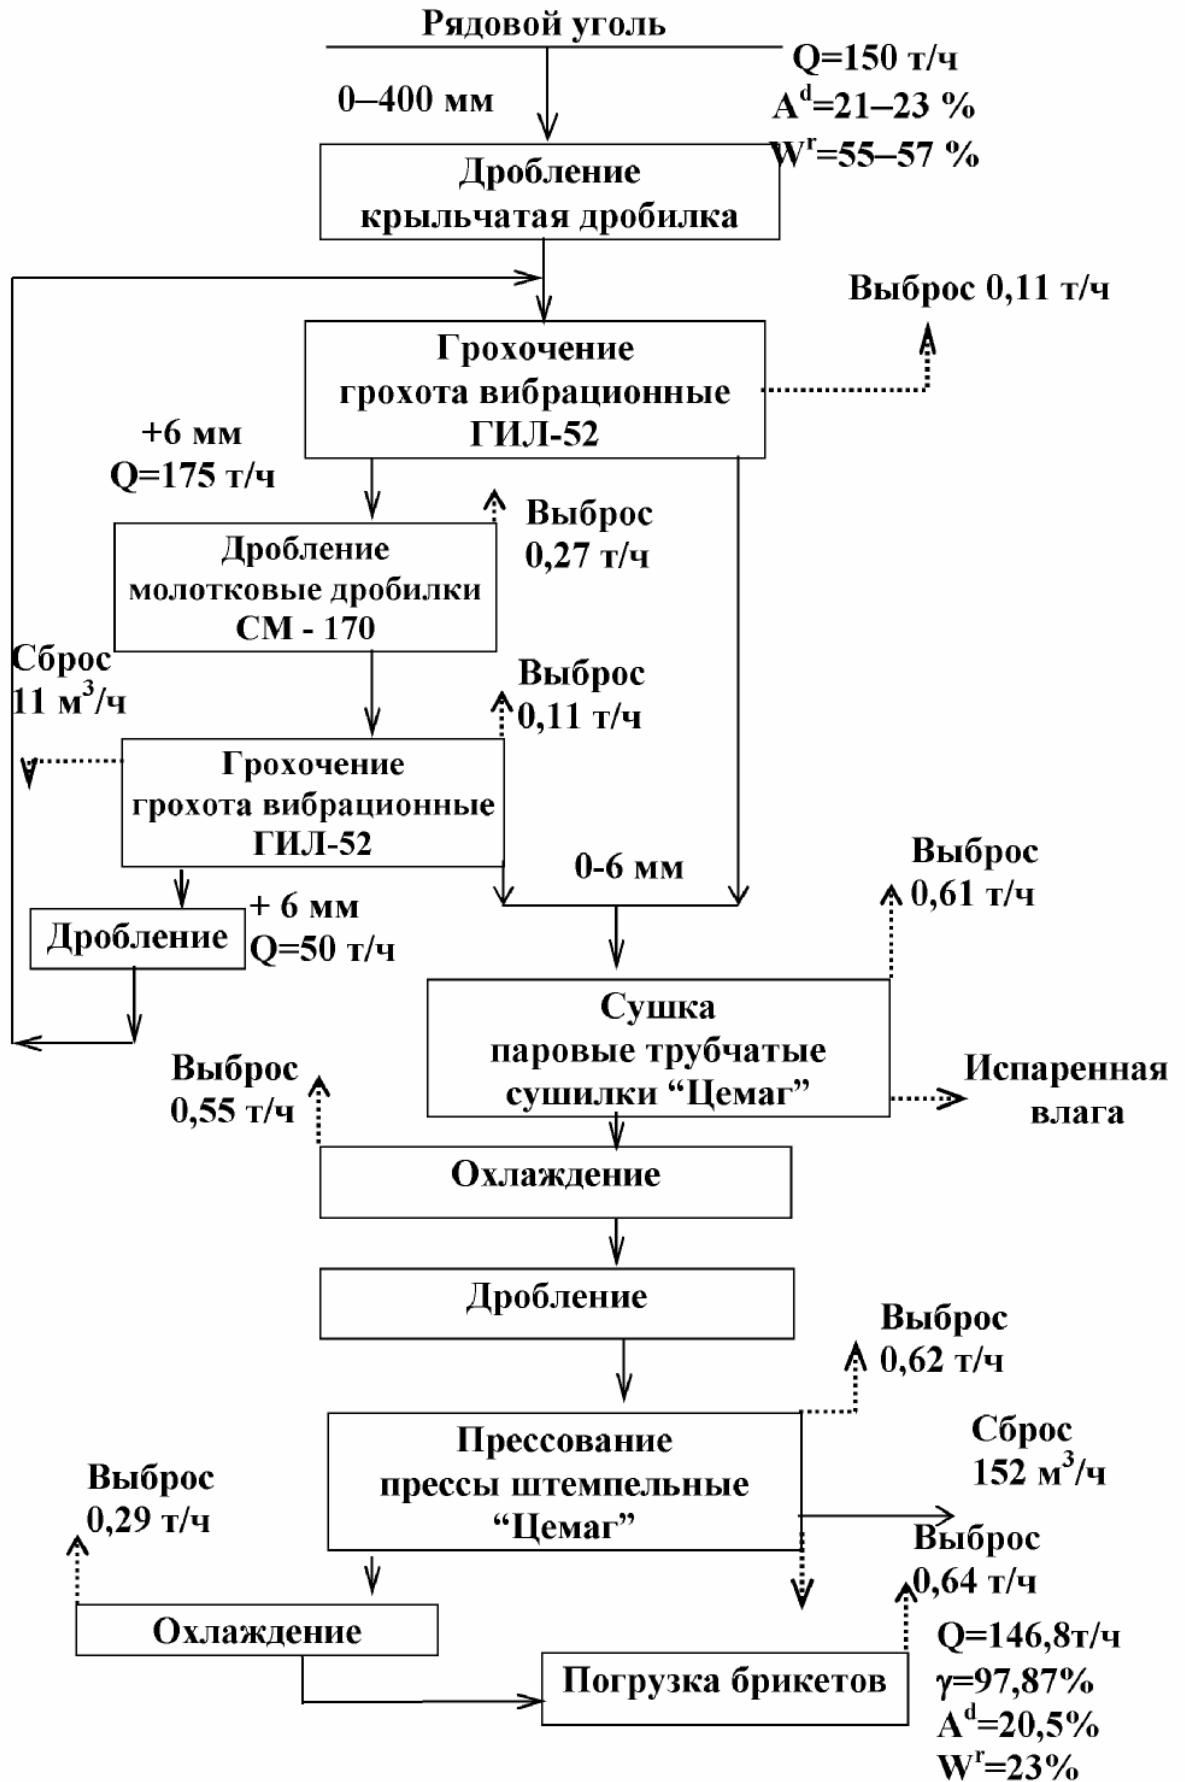 Рядовой уголь
Q=150 т/ч
0–400 мм
Aᵈ=21–23 %
Wʳ=55–57 %
Дробление
крыльчатая дробилка
Выброс 0,11 т/ч
Грохочение
грохота вибрационные
ГИЛ-52
+6 мм
Q=175 т/ч
Выброс
0,27 т/ч
Дробление
молотковые дробилки
СМ - 170
Сброс
11 м³/ч
Выброс
0,11 т/ч
Грохочение
грохота вибрационные
ГИЛ-52
0-6 мм
Выброс
0,61 т/ч
+ 6 мм
Q=50 т/ч
Дробление
Сушка
паровые трубчатые
сушилки “Цемаг”
Выброс
0,55 т/ч
Испаренная
влага
Охлаждение
Дробление
Выброс
0,62 т/ч
Прессование
прессы штемпельные
“Цемаг”
Сброс
152 м³/ч
Выброс
0,29 т/ч
Выброс
0,64 т/ч
Охлаждение
Погрузка брикетов
Q=146,8т/ч
γ=97,87%
Aᵈ=20,5%
Wʳ=23%